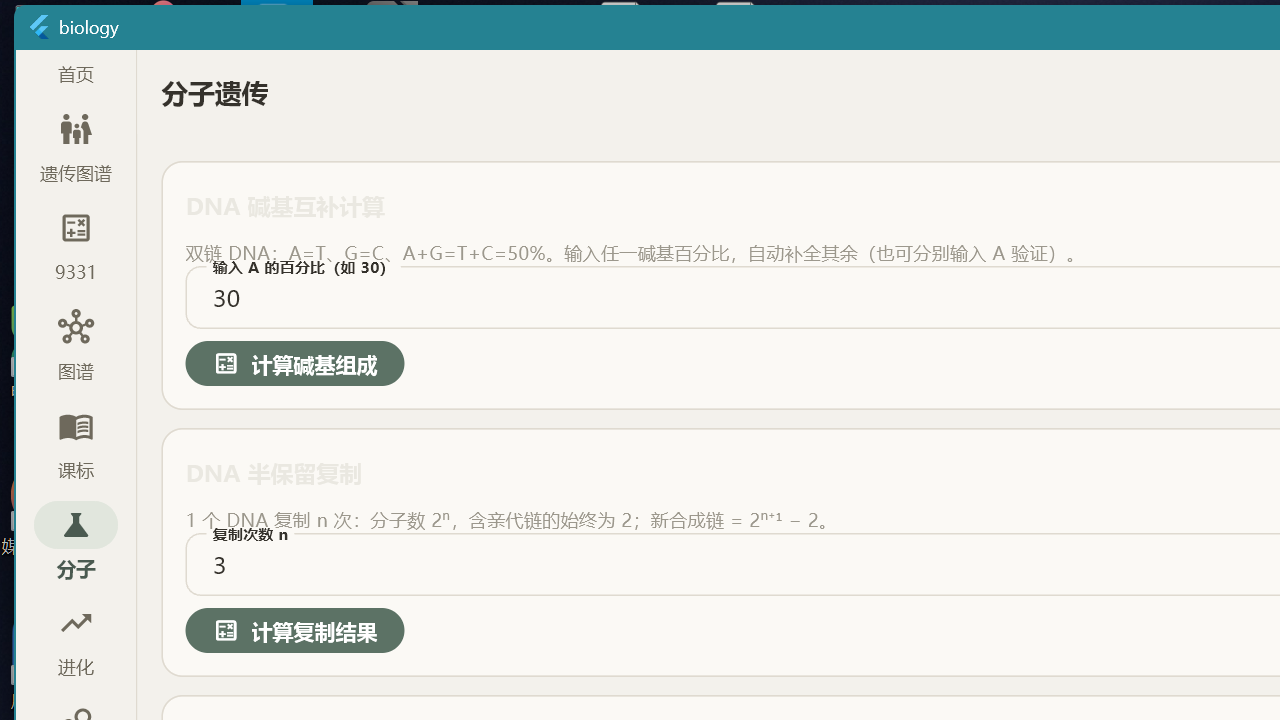 biology
首页
遗传图谱
9331
图谱
课标
分子
进化
分子遗传
DNA 碱基互补计算
双链 DNA：A=T、G=C、A+G=T+C=50%。输入任一碱基百分比，自动补全其余（也可分别输入 A 验证）。
输入 A 的百分比（如 30）
30
计算碱基组成
DNA 半保留复制
1 个 DNA 复制 n 次：分子数 2ⁿ，含亲代链的始终为 2；新合成链 = 2ⁿ⁺¹ − 2。
复制次数 n
3
计算复制结果
媒